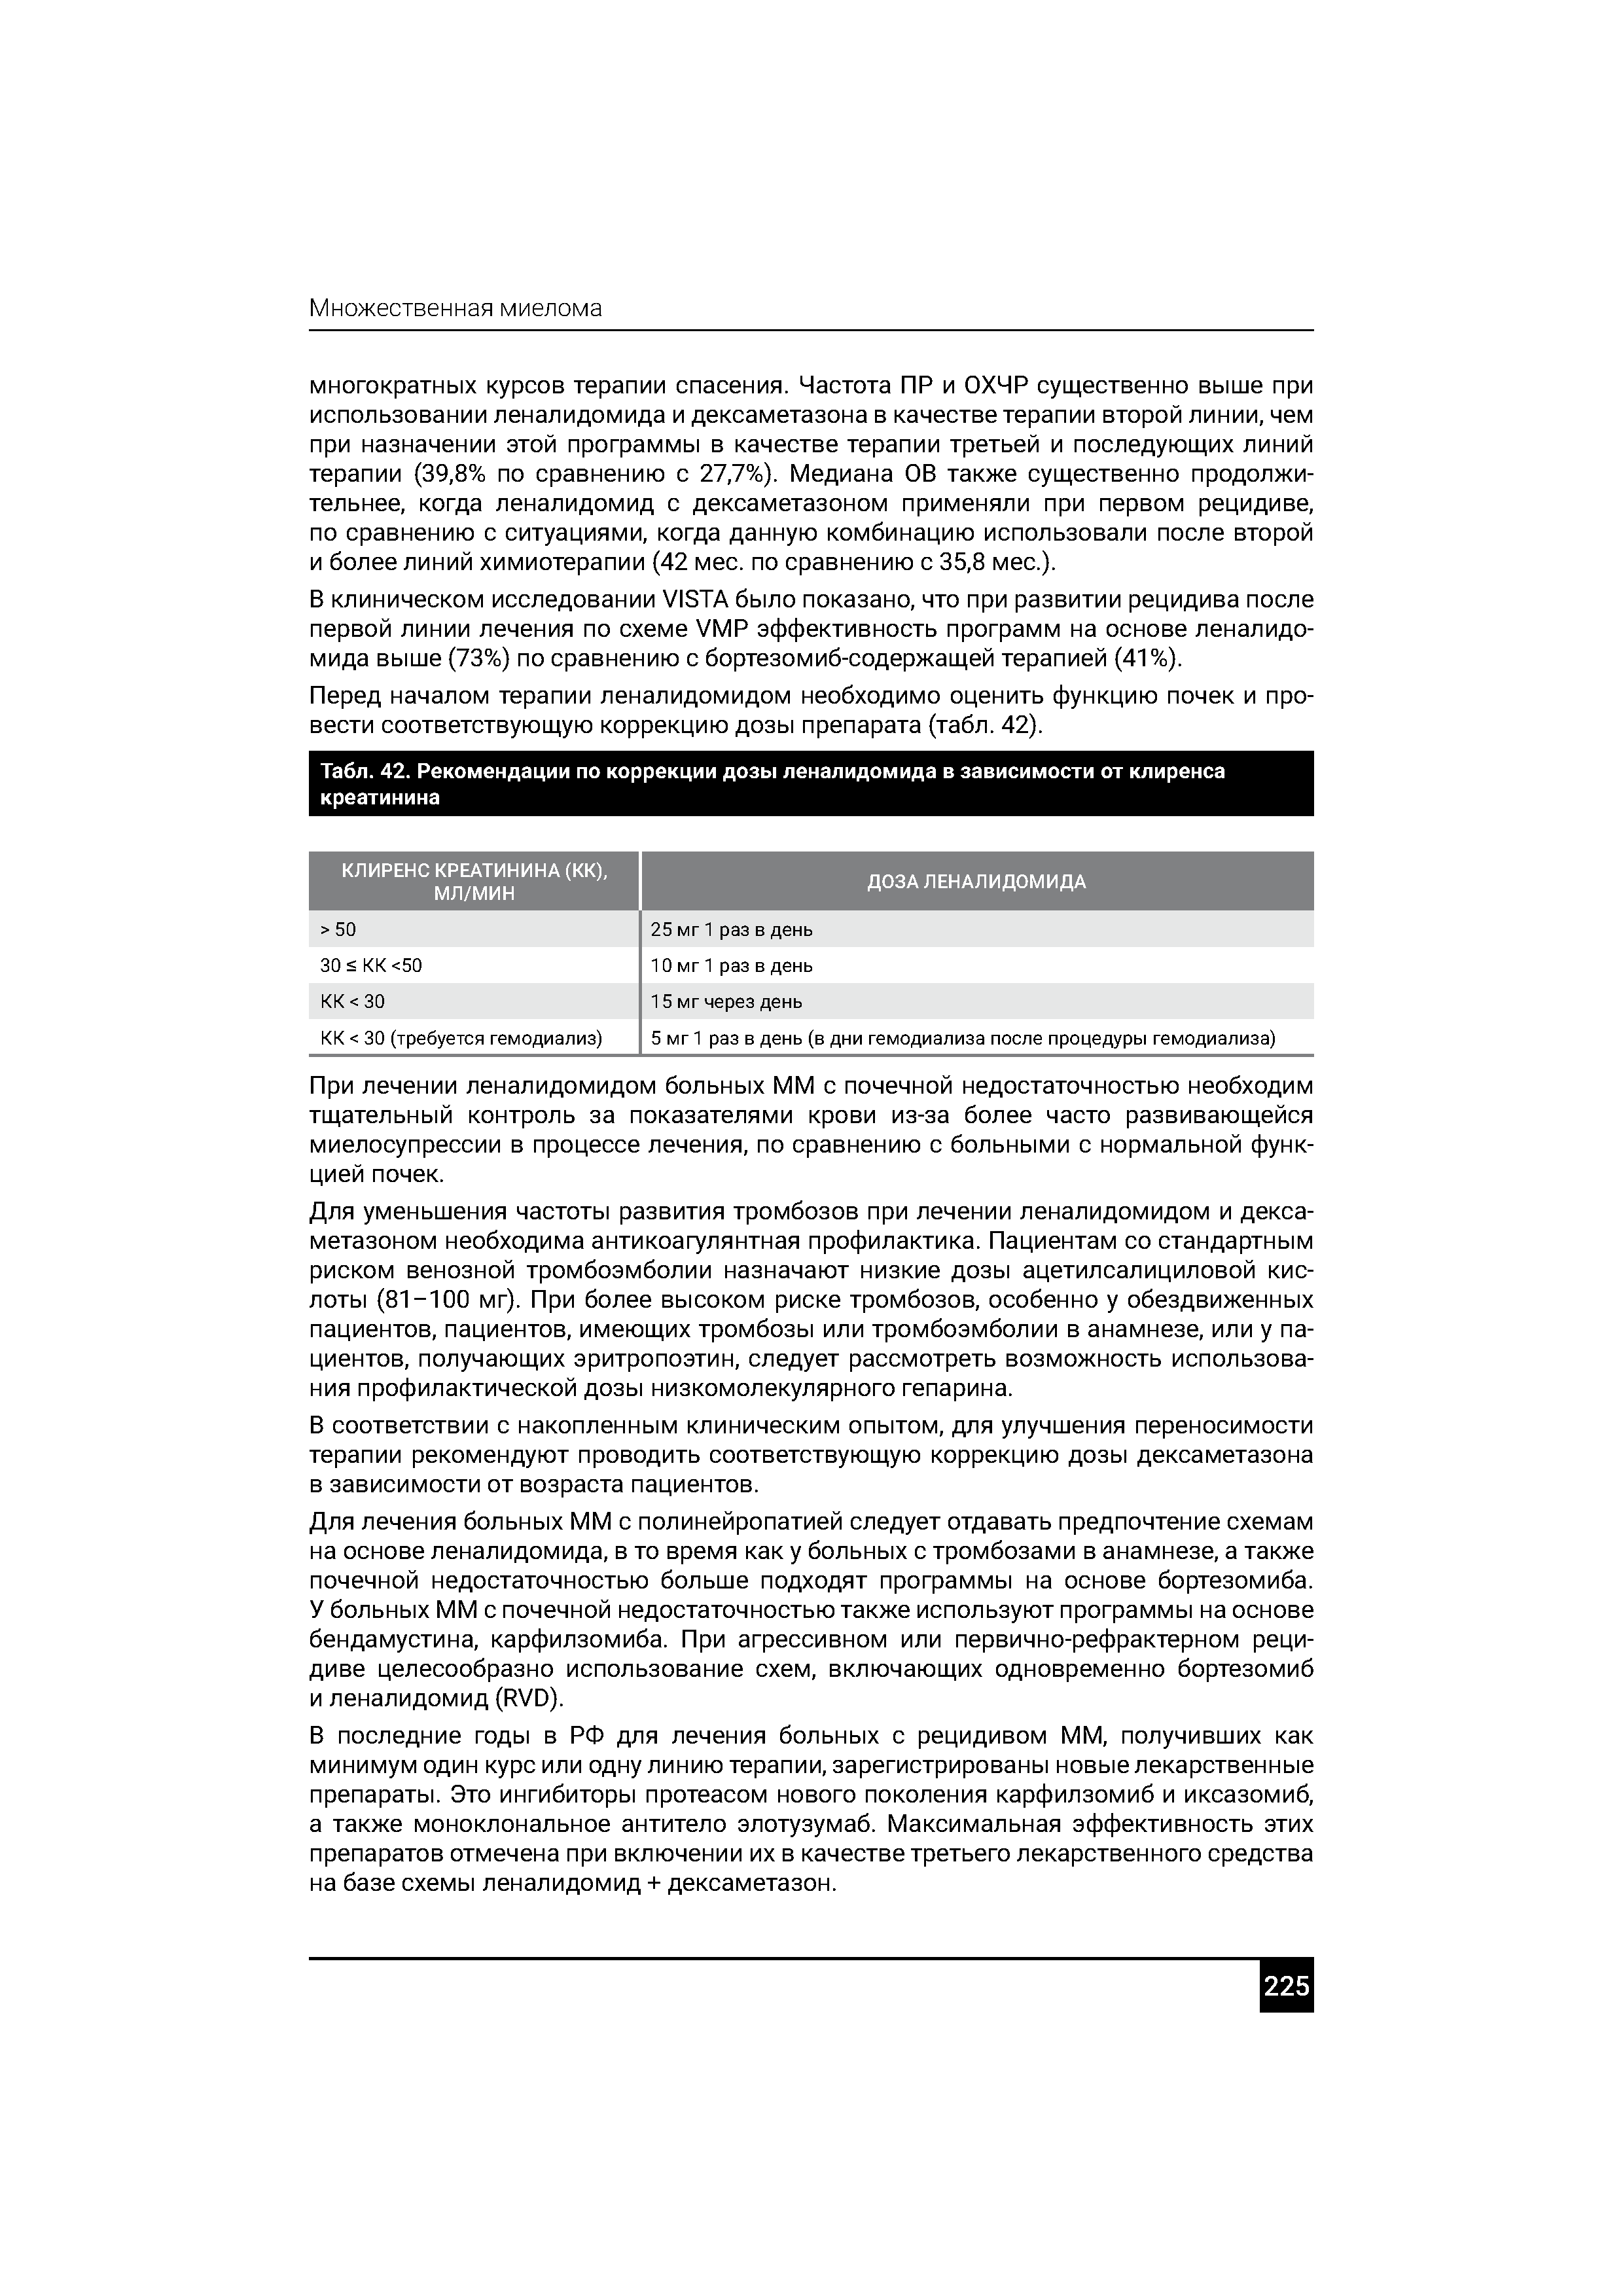 Множественная миелома
многократных курсов терапии спасения. Частота ПР и ОХЧР существенно выше при
использовании леналидомида и дексаметазона в качестве терапии второй линии, чем
при назначении этой программы в качестве терапии третьей и последующих линий
терапии (39,8% по сравнению с 27,7%). Медиана ОВ также существенно продолжи-
тельнее, когда леналидомид с дексаметазоном применяли при первом рецидиве,
по сравнению с ситуациями, когда данную комбинацию использовали после второй
и более линий химиотерапии (42 мес. по сравнению с 35,8 мес.).
В клиническом исследовании VISTA было показано, что при развитии рецидива после
первой линии лечения по схеме VMP эффективность программ на основе леналидо-
мида выше (73%) по сравнению с бортезомиб-содержащей терапией (41%).
Перед началом терапии леналидомидом необходимо оценить функцию почек и про-
вести соответствующую коррекцию дозы препарата (табл. 42).
Табл. 42. Рекомендации по коррекции дозы леналидомида в зависимости от клиренса
креатинина
КЛИРЕНС КРЕАТИНИНА (КК),
МЛ/МИН
ДОЗА ЛЕНАЛИДОМИДА
> 50
25 мг 1 раз в день
30 ≤ КК <50
10 мг 1 раз в день
КК < 30
15 мг через день
КК < 30 (требуется гемодиализ)
5 мг 1 раз в день (в дни гемодиализа после процедуры гемодиализа)
При лечении леналидомидом больных ММ с почечной недостаточностью необходим
тщательный контроль за показателями крови из-за более часто развивающейся
миелосупрессии в процессе лечения, по сравнению с больными с нормальной функ-
цией почек.
Для уменьшения частоты развития тромбозов при лечении леналидомидом и декса-
метазоном необходима антикоагулянтная профилактика. Пациентам со стандартным
риском венозной тромбоэмболии назначают низкие дозы ацетилсалициловой кис-
лоты (81–100 мг). При более высоком риске тромбозов, особенно у обездвиженных
пациентов, пациентов, имеющих тромбозы или тромбоэмболии в анамнезе, или у па-
циентов, получающих эритропоэтин, следует рассмотреть возможность использова-
ния профилактической дозы низкомолекулярного гепарина.
В соответствии с накопленным клиническим опытом, для улучшения переносимости
терапии рекомендуют проводить соответствующую коррекцию дозы дексаметазона
в зависимости от возраста пациентов.
Для лечения больных ММ с полинейропатией следует отдавать предпочтение схемам
на основе леналидомида, в то время как у больных с тромбозами в анамнезе, а также
почечной недостаточностью больше подходят программы на основе бортезомиба.
У больных ММ с почечной недостаточностью также используют программы на основе
бендамустина, карфилзомиба. При агрессивном или первично-рефрактерном реци-
диве целесообразно использование схем, включающих одновременно бортезомиб
и леналидомид (RVD).
В последние годы в РФ для лечения больных с рецидивом ММ, получивших как
минимум один курс или одну линию терапии, зарегистрированы новые лекарственные
препараты. Это ингибиторы протеасом нового поколения карфилзомиб и иксазомиб,
а также моноклональное антитело элотузумаб. Максимальная эффективность этих
препаратов отмечена при включении их в качестве третьего лекарственного средства
на базе схемы леналидомид + дексаметазон.
225